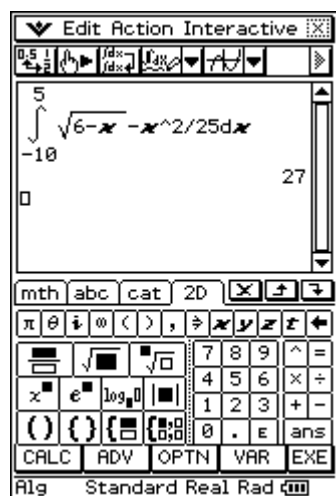 Edit Action Interactive
5
∫ √6-x -x^2/25dx
-10
27
mth abc cat 2D
π θ i ∞ ( ) , ⇒ x y z t ←
7 8 9 ^ =
4 5 6 × ÷
x■ e■ log■□ |■|
1 2 3 + -
() {}
0 . E ans
CALC ADV OPTN VAR EXE
Alg Standard Real Rad